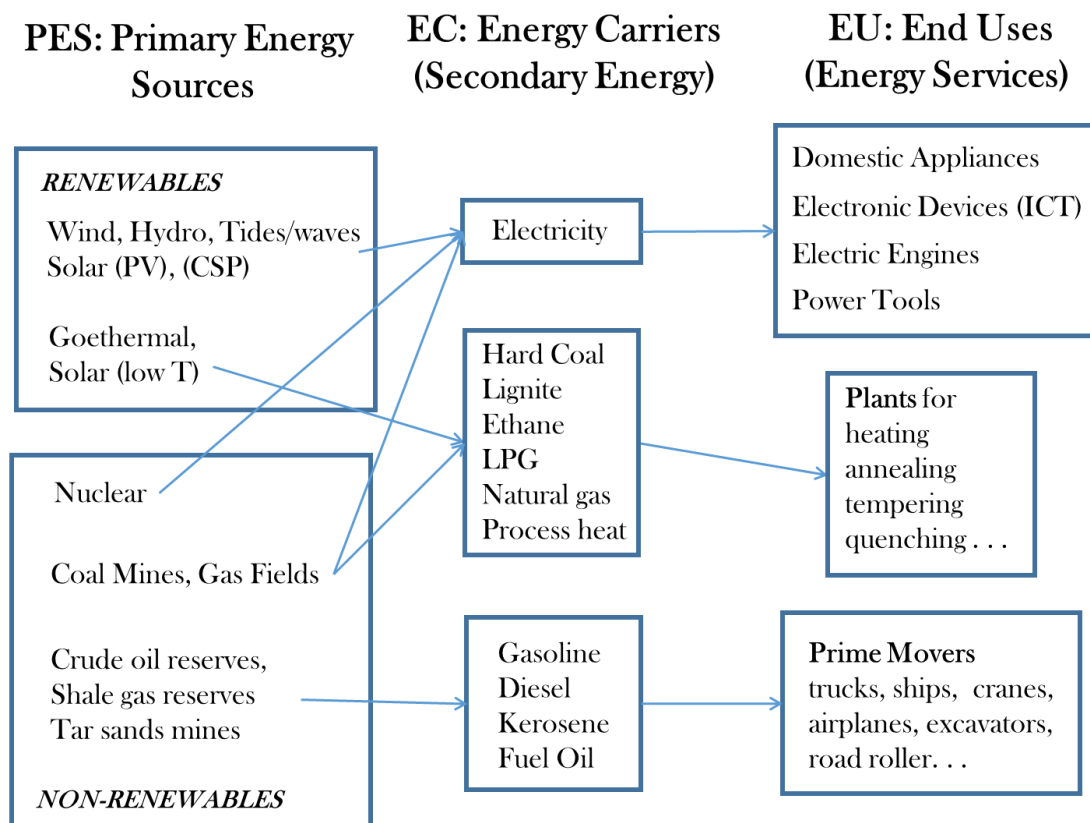 PES: Primary Energy
Sources
EC: Energy Carriers
(Secondary Energy)
EU: End Uses
(Energy Services)
RENEWABLES
Wind, Hydro, Tides/waves
Solar (PV), (CSP)
Goethermal,
Solar (low T)
Nuclear
Coal Mines, Gas Fields
Crude oil reserves,
Shale gas reserves
Tar sands mines
NON-RENEWABLES
Electricity
Hard Coal
Lignite
Ethane
LPG
Natural gas
Process heat
Gasoline
Diesel
Kerosene
Fuel Oil
Domestic Appliances
Electronic Devices (ICT)
Electric Engines
Power Tools
Plants for
heating
annealing
tempering
quenching . . .
Prime Movers
trucks, ships, cranes,
airplanes, excavators,
road roller. . .